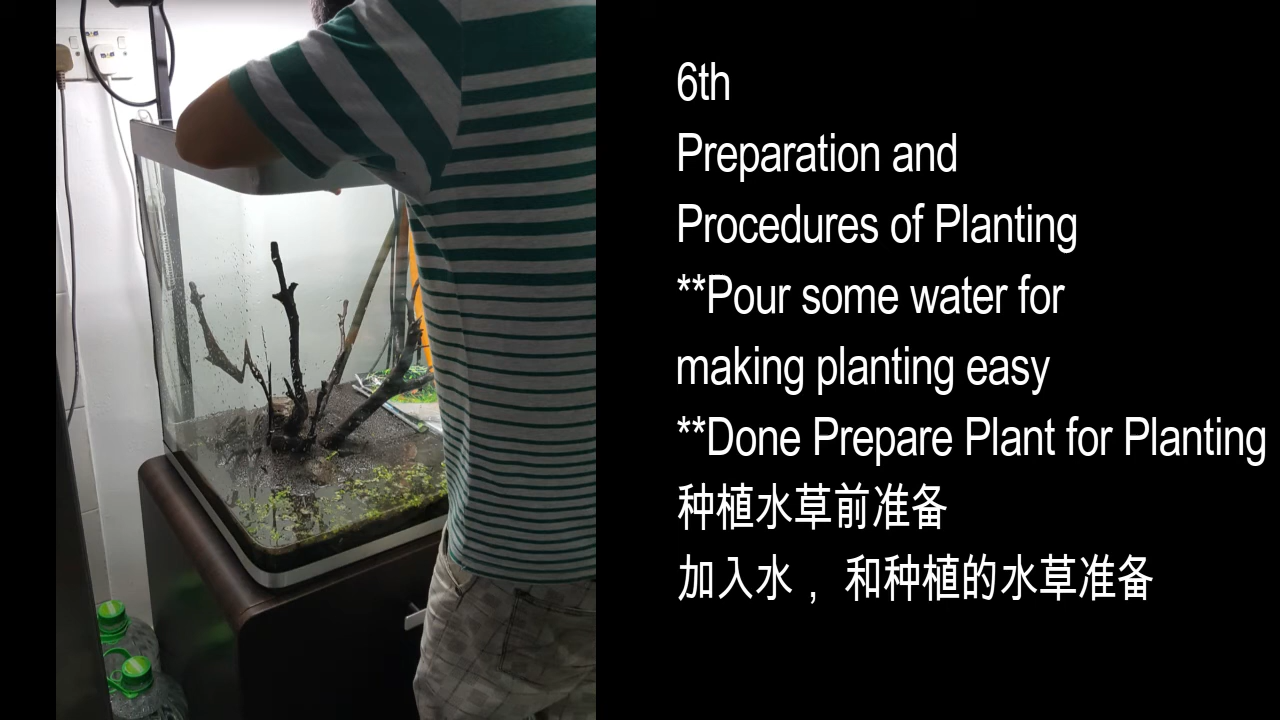 6th
Preparation and
Procedures of Planting
**Pour some water for
making planting easy
**Done Prepare Plant for Planting
种植水草前准备
加入水， 和种植的水草准备